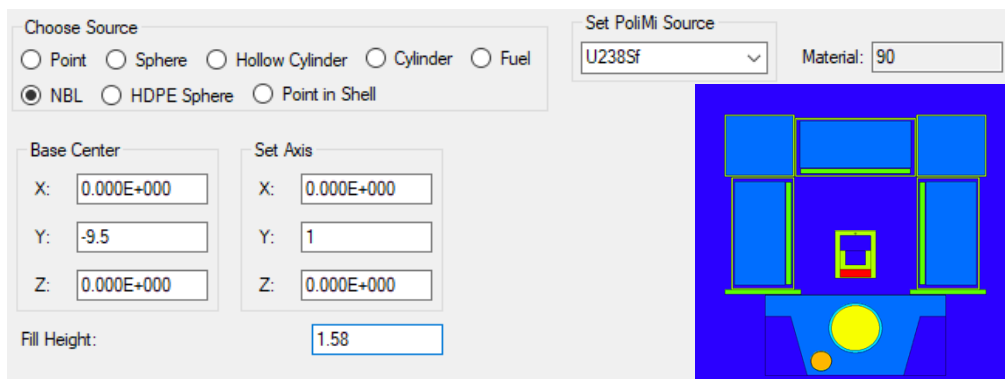 Choose Source
Set PoliMi Source
Point Sphere Hollow Cylinder Cylinder Fuel
U238Sf
Material: 90
NBL HDPE Sphere Point in Shell
Base Center
Set Axis
X: 0.000E+000
X: 0.000E+000
Y: -9.5
Y: 1
Z: 0.000E+000
Z: 0.000E+000
Fill Height: 1.58